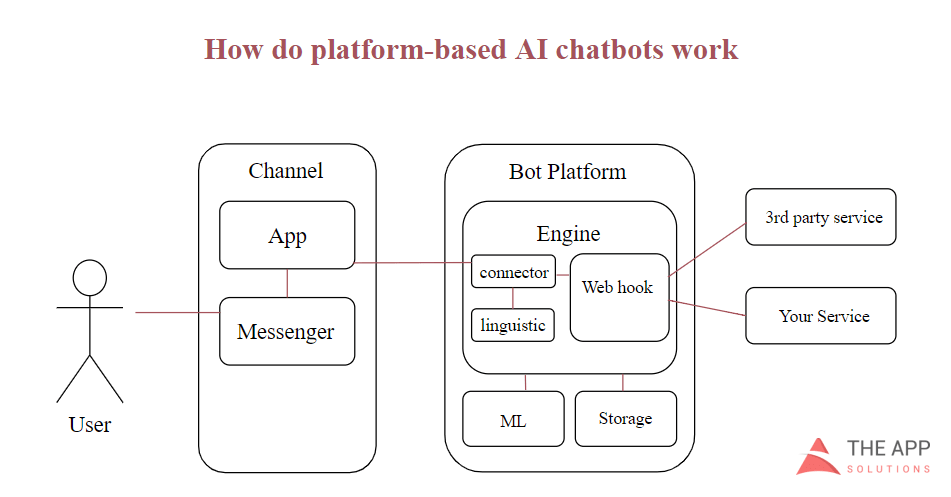 How do platform-based AI chatbots work
Channel
App
Messenger
User
Bot Platform
Engine
connector
linguistic
Web hook
ML
Storage
3rd party service
Your Service
THE APP
SOLUTIONS